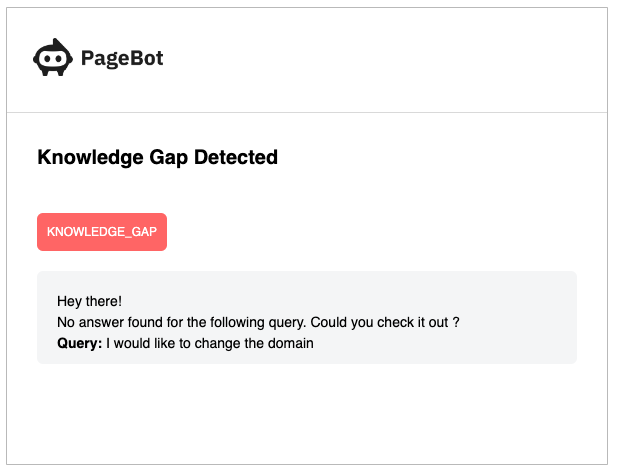 PageBot
Knowledge Gap Detected
KNOWLEDGE_GAP
Hey there!
No answer found for the following query. Could you check it out ?
Query: I would like to change the domain